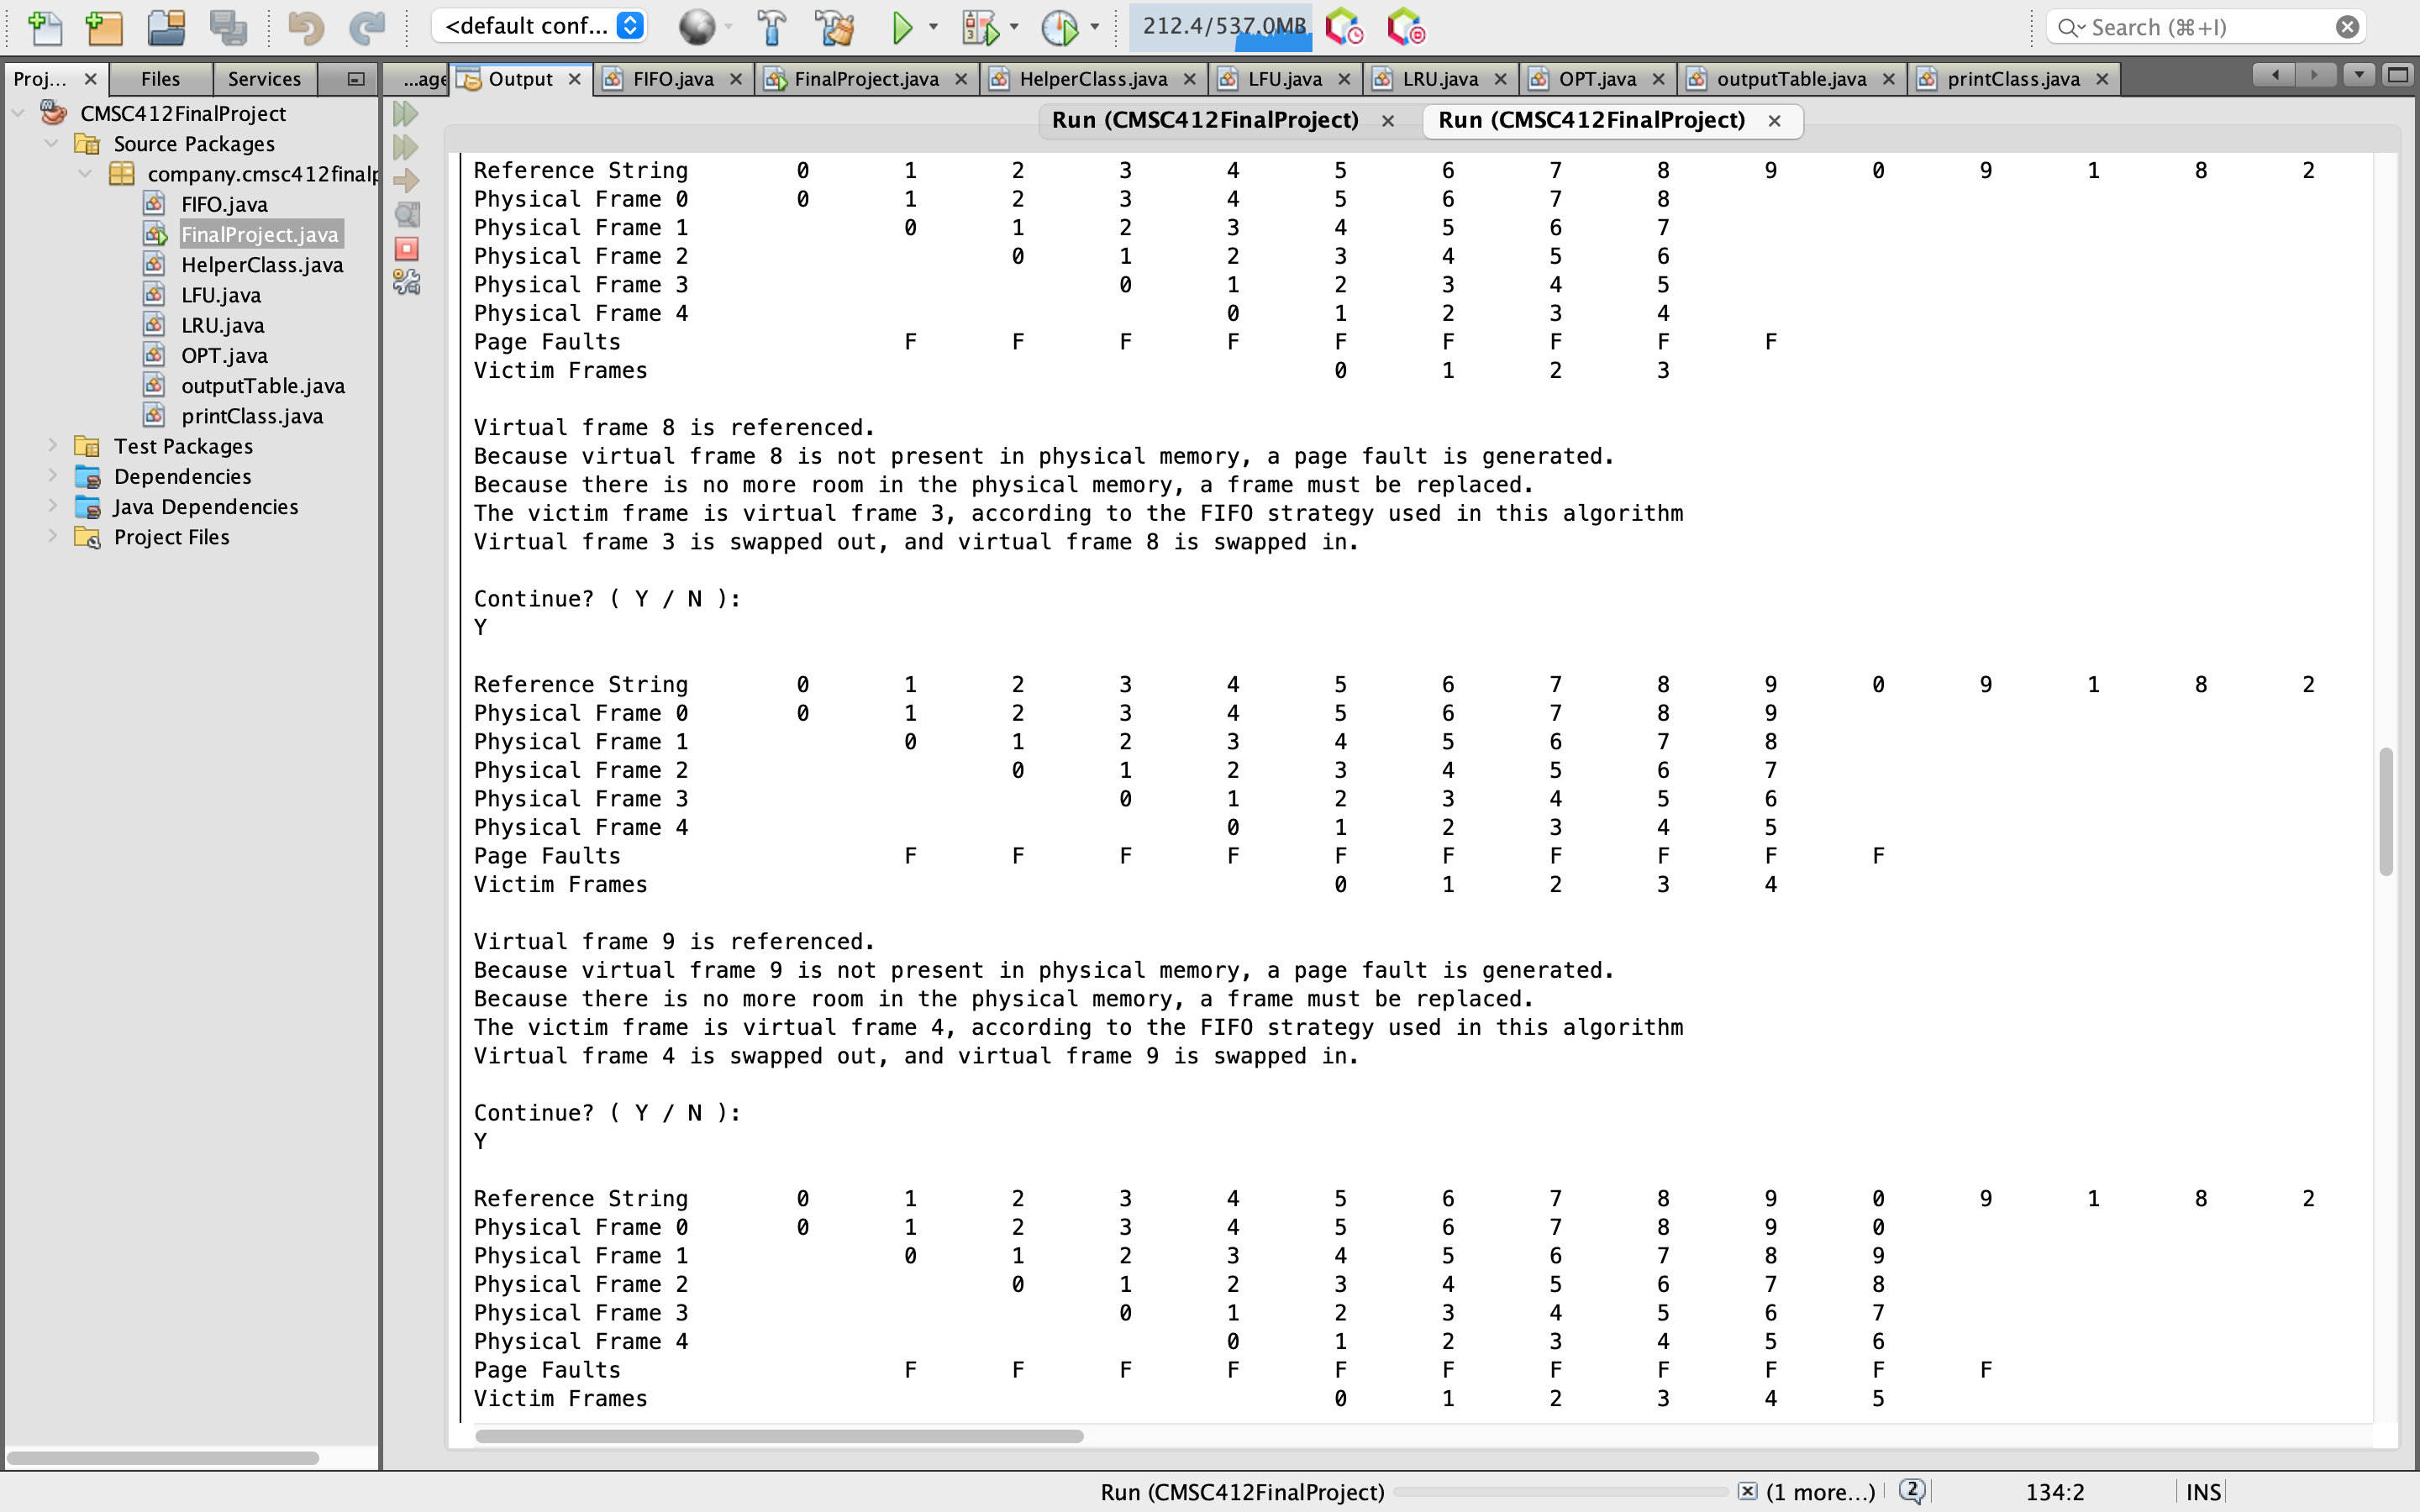 <default conf...
212.4/537.0MB
Search (⌘+I)
Proj... Files Services
...age Output FIFO.java FinalProject.java HelperClass.java LFU.java LRU.java OPT.java outputTable.java printClass.java
CMSC412FinalProject
Source Packages
company.cmsc412finalp
FIFO.java
FinalProject.java
HelperClass.java
LFU.java
LRU.java
OPT.java
outputTable.java
printClass.java
Test Packages
Dependencies
Java Dependencies
Project Files
Run (CMSC412FinalProject) Run (CMSC412FinalProject)
Reference String 0 1 2 3 4 5 6 7 8 9 0 9 1 8 2
Physical Frame 0 0 1 2 3 4 5 6 7 8
Physical Frame 1 0 1 2 3 4 5 6 7
Physical Frame 2 0 1 2 3 4 5 6
Physical Frame 3 0 1 2 3 4 5
Physical Frame 4 0 1 2 3 4
Page Faults F F F F F F F F F
Victim Frames 0 1 2 3
Virtual frame 8 is referenced.
Because virtual frame 8 is not present in physical memory, a page fault is generated.
Because there is no more room in the physical memory, a frame must be replaced.
The victim frame is virtual frame 3, according to the FIFO strategy used in this algorithm
Virtual frame 3 is swapped out, and virtual frame 8 is swapped in.
Continue? ( Y / N ):
Y
Reference String 0 1 2 3 4 5 6 7 8 9 0 9 1 8 2
Physical Frame 0 0 1 2 3 4 5 6 7 8 9
Physical Frame 1 0 1 2 3 4 5 6 7 8
Physical Frame 2 0 1 2 3 4 5 6 7
Physical Frame 3 0 1 2 3 4 5 6
Physical Frame 4 0 1 2 3 4 5
Page Faults F F F F F F F F F F
Victim Frames 0 1 2 3 4
Virtual frame 9 is referenced.
Because virtual frame 9 is not present in physical memory, a page fault is generated.
Because there is no more room in the physical memory, a frame must be replaced.
The victim frame is virtual frame 4, according to the FIFO strategy used in this algorithm
Virtual frame 4 is swapped out, and virtual frame 9 is swapped in.
Continue? ( Y / N ):
Y
Reference String 0 1 2 3 4 5 6 7 8 9 0 9 1 8 2
Physical Frame 0 0 1 2 3 4 5 6 7 8 9 0
Physical Frame 1 0 1 2 3 4 5 6 7 8 9
Physical Frame 2 0 1 2 3 4 5 6 7 8
Physical Frame 3 0 1 2 3 4 5 6 7
Physical Frame 4 0 1 2 3 4 5 6
Page Faults F F F F F F F F F F F
Victim Frames 0 1 2 3 4 5
Run (CMSC412FinalProject) (1 more...) 2 134:2 INS